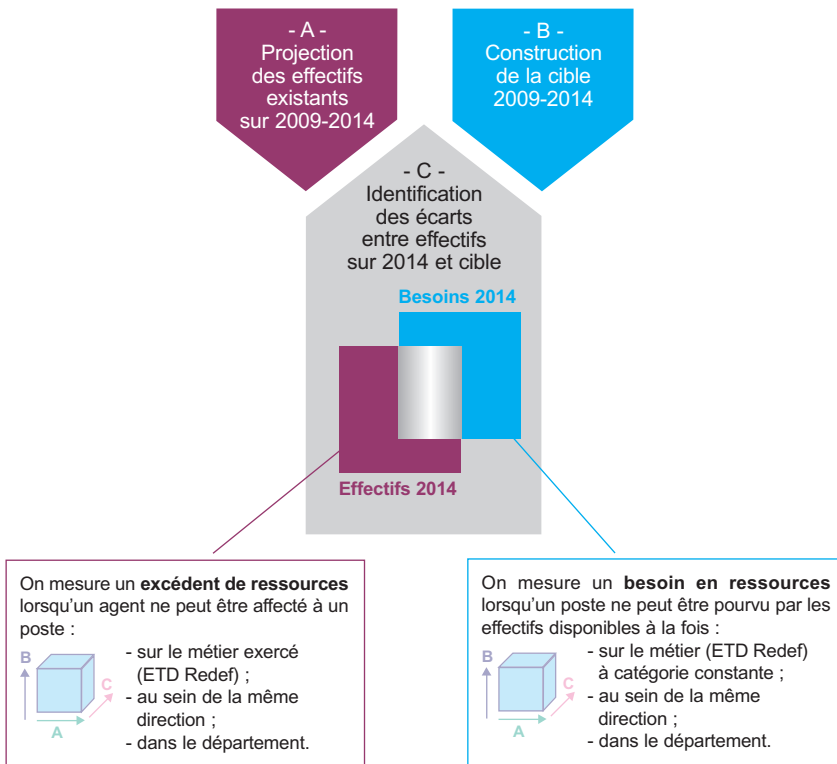 - A -
Projection
des effectifs
existants
sur 2009-2014
- B -
Construction
de la cible
2009-2014
- C -
Identification
des écarts
entre effectifs
sur 2014 et cible
Besoins 2014
Effectifs 2014
On mesure un excédent de ressources
lorsqu'un agent ne peut être affecté à un
poste :
- sur le métier exercé
(ETD Redef) ;
- au sein de la même
direction ;
- dans le département.
B
C
A
On mesure un besoin en ressources
lorsqu'un poste ne peut être pourvu par les
effectifs disponibles à la fois :
- sur le métier (ETD Redef)
à catégorie constante ;
- au sein de la même
direction ;
- dans le département.
B
C
A